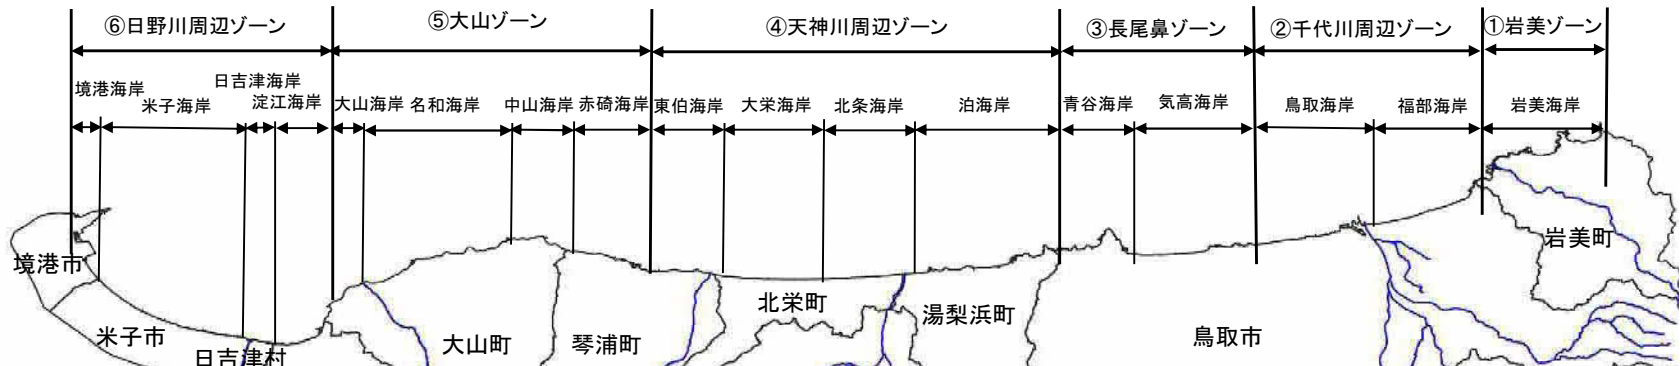 ⑥日野川周辺ゾーン
⑤大山ゾーン
④天神川周辺ゾーン
③長尾鼻ゾーン
②千代川周辺ゾーン
①岩美ゾーン
境港海岸
米子海岸
日吉津海岸
淀江海岸
大山海岸
名和海岸
中山海岸
赤碕海岸
東伯海岸
大栄海岸
北条海岸
泊海岸
青谷海岸
気高海岸
鳥取海岸
福部海岸
岩美海岸
境港市
米子市
日吉津村
大山町
琴浦町
北栄町
湯梨浜町
鳥取市
岩美町